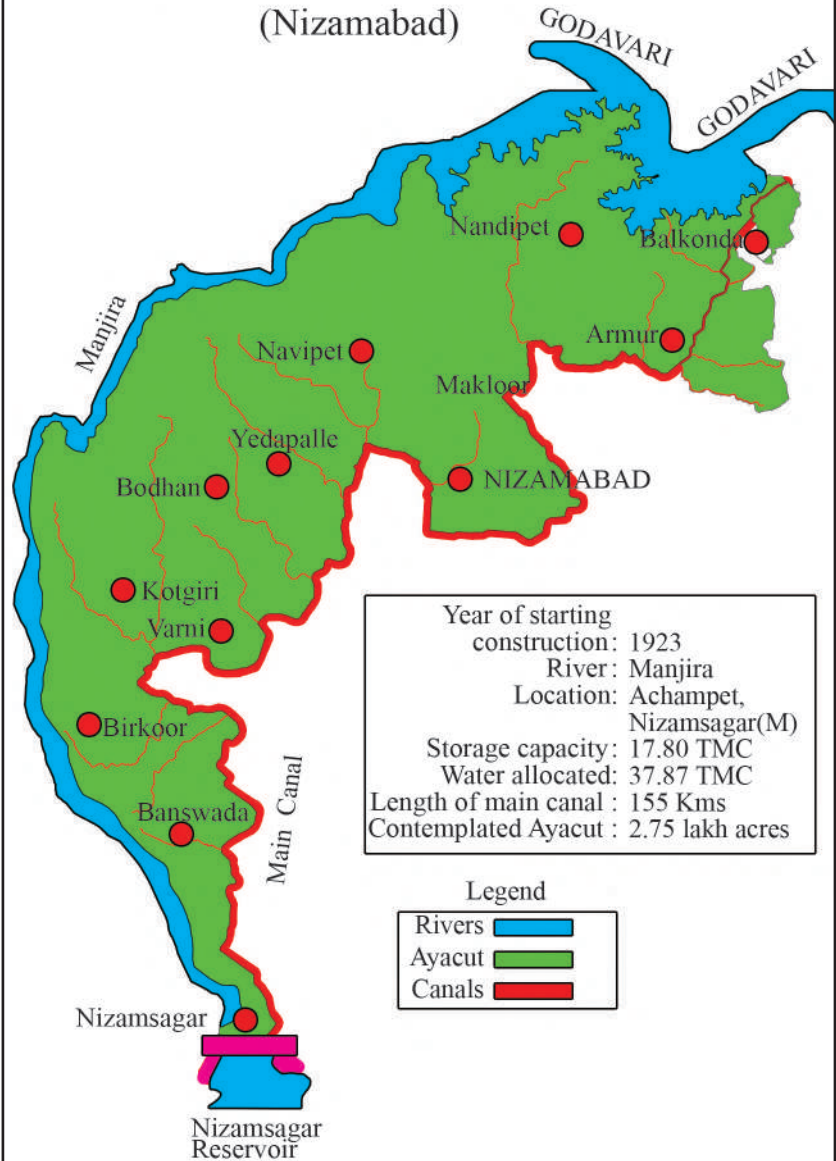 (Nizamabad)
GODAVARI
GODAVARI
Nandipet
Balkonda
Manjira
Navipet
Armur
Makloor
Yedapalle
Bodhan
NIZAMABAD
Kotgiri
Varni
Birkoor
Banswada
Main Canal
Nizamsagar
Nizamsagar
Reservoir
Year of starting
construction: 1923
River: Manjira
Location: Achampet,
Nizamsagar(M)
Storage capacity: 17.80 TMC
Water allocated: 37.87 TMC
Length of main canal : 155 Kms
Contemplated Ayacut : 2.75 lakh acres
Legend
Rivers
Ayacut
Canals